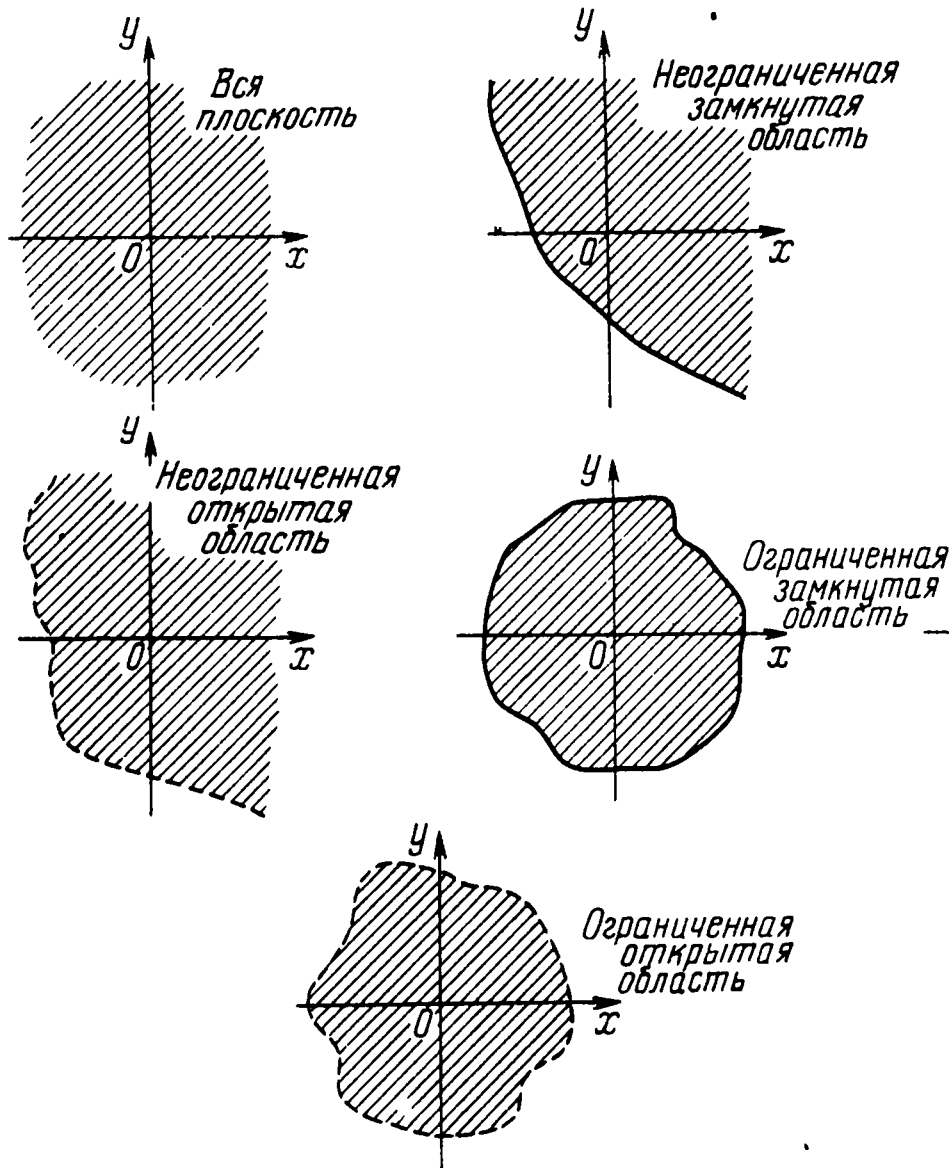 y
Вся
плоскость
0
x
y
Неограниченная
замкнутая
область
0
x
y
Неограниченная
открытая
область
0
x
y
Ограниченная
замкнутая
область
0
x
y
Ограниченная
открытая
область
0
x